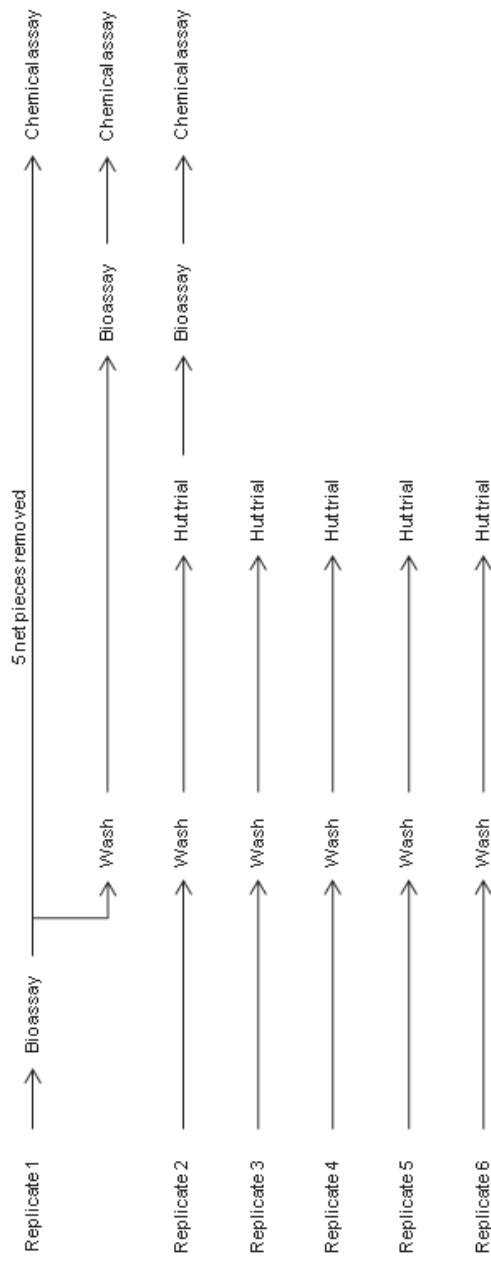 Replicate 1 Bioassay 5 net pieces removed Chemical assay
Wash Bioassay Chemical assay
Replicate 2 Wash Hut trial Bioassay Chemical assay
Replicate 3 Wash Hut trial
Replicate 4 Wash Hut trial
Replicate 5 Wash Hut trial
Replicate 6 Wash Hut trial